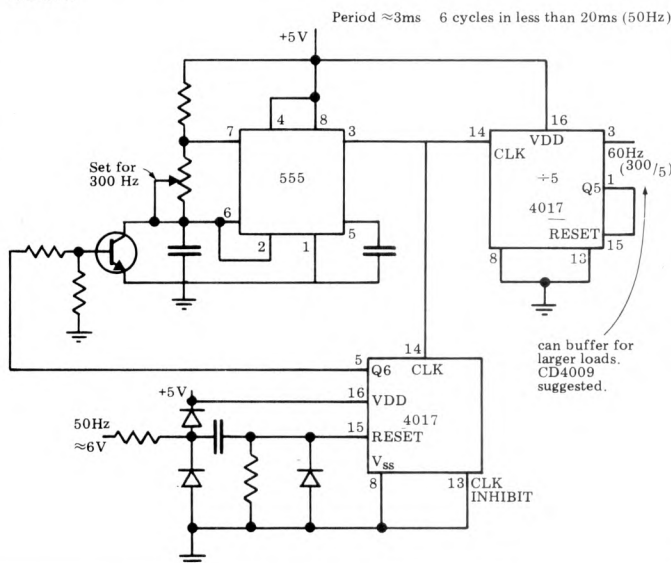 Period ≈3ms 6 cycles in less than 20ms (50Hz)
+5V
4 8
7 3
555
6 5
2 1
Set for
300 Hz
16
14 VDD 3
CLK 60Hz
÷5 (300/5)
Q5 1
4017
RESET
8 13 15
can buffer for
larger loads.
CD4009
suggested.
14
5 Q6 CLK
+5V 16 VDD
4017
50Hz
≈6V
15 RESET
Vss
8 13 CLK
INHIBIT